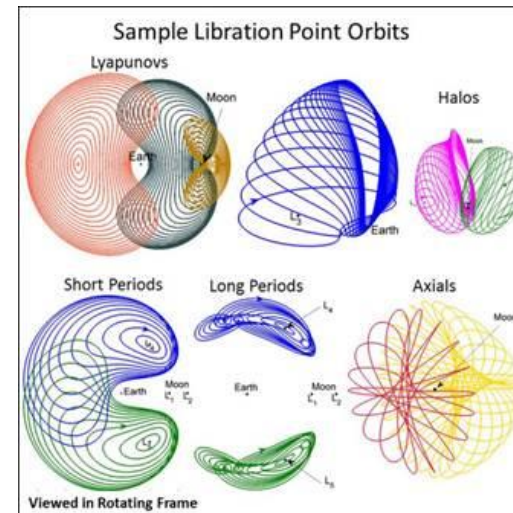 Sample Libration Point Orbits
Lyapunovs
Moon
Earth
L3
Earth
Halos
Moon
Short Periods
Earth
Moon
L1 L2
Long Periods
L4
Earth
Moon
L1 L2
L5
Axials
Moon
Viewed in Rotating Frame